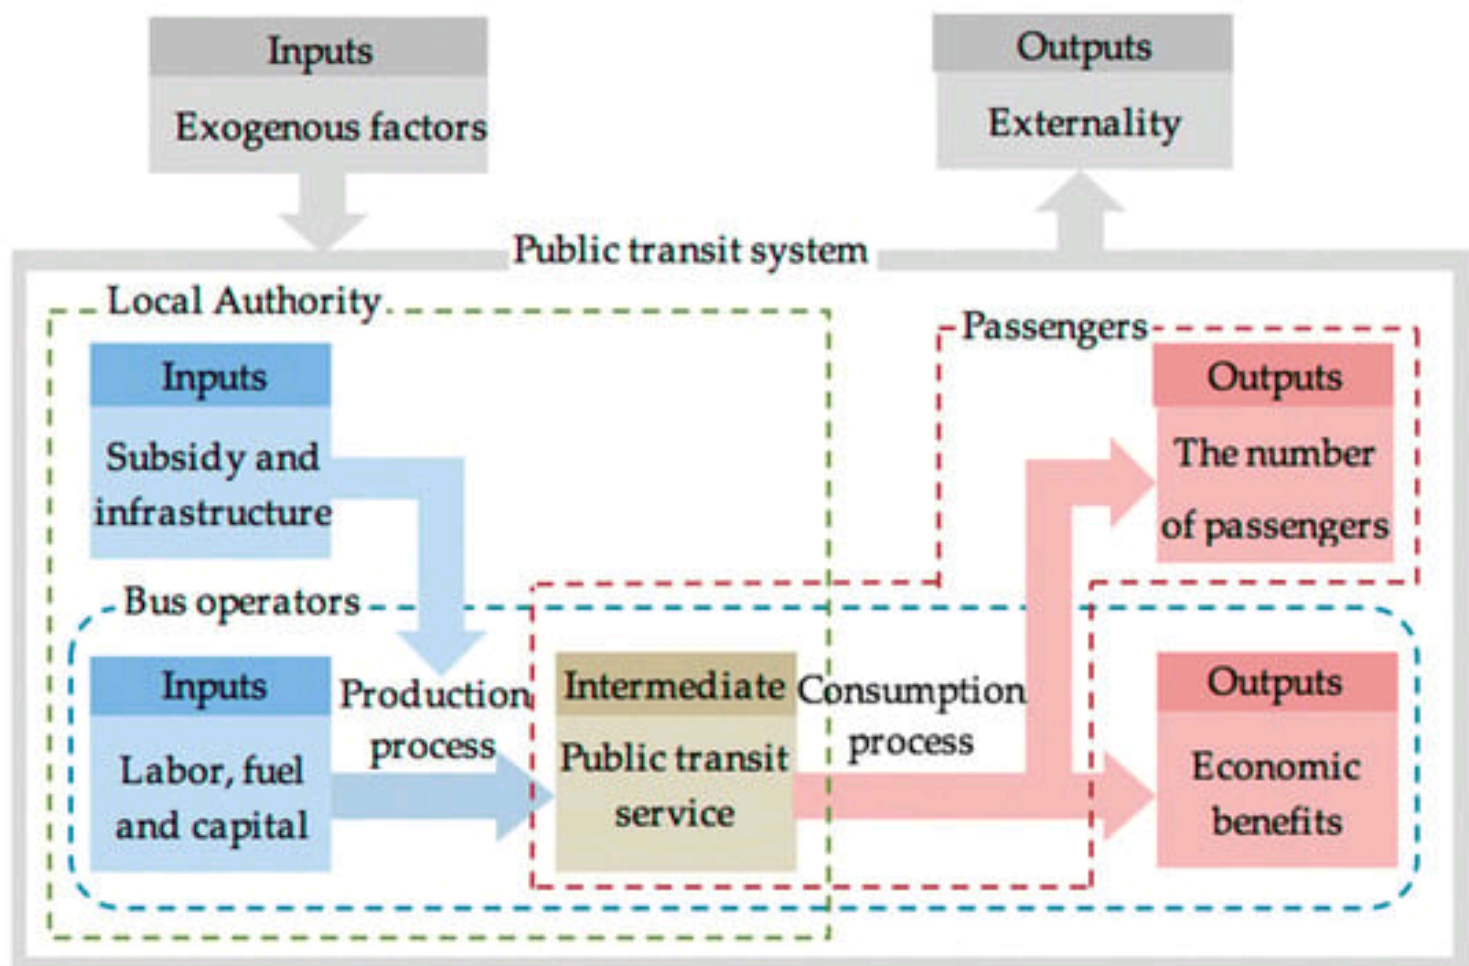 Inputs
Exogenous factors
Outputs
Externality
Public transit system
Local Authority
Inputs
Subsidy and
infrastructure
Passengers
Outputs
The number
of passengers
Bus operators
Inputs
Labor, fuel
and capital
Production
process
Intermediate
Public transit
service
Consumption
process
Outputs
Economic
benefits